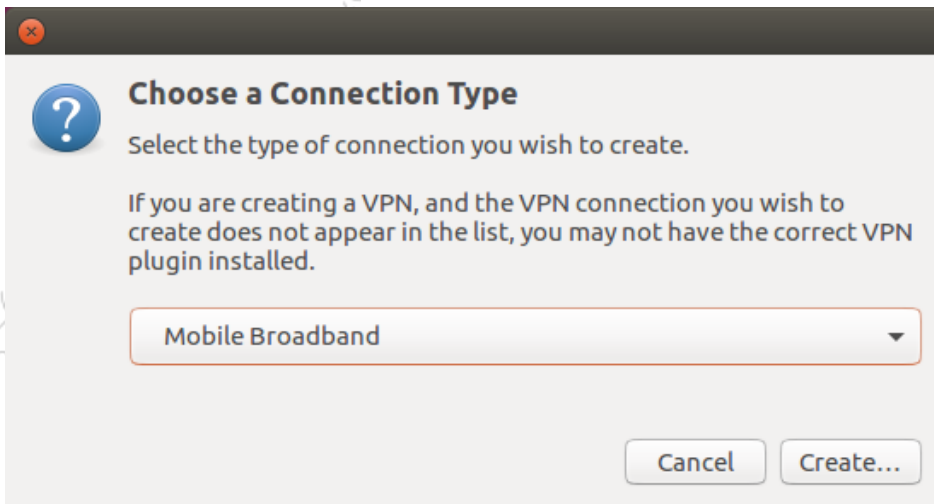 Choose a Connection Type
Select the type of connection you wish to create.
If you are creating a VPN, and the VPN connection you wish to
create does not appear in the list, you may not have the correct VPN
plugin installed.
Mobile Broadband
Cancel Create...